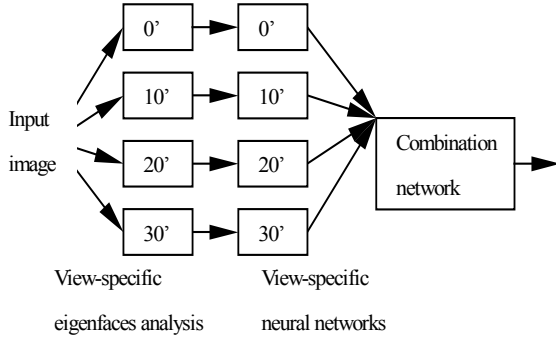 0’ 0’
10’ 10’
Input
image
20’ 20’
Combination
network
30’ 30’
View-specific View-specific
eigenfaces analysis neural networks